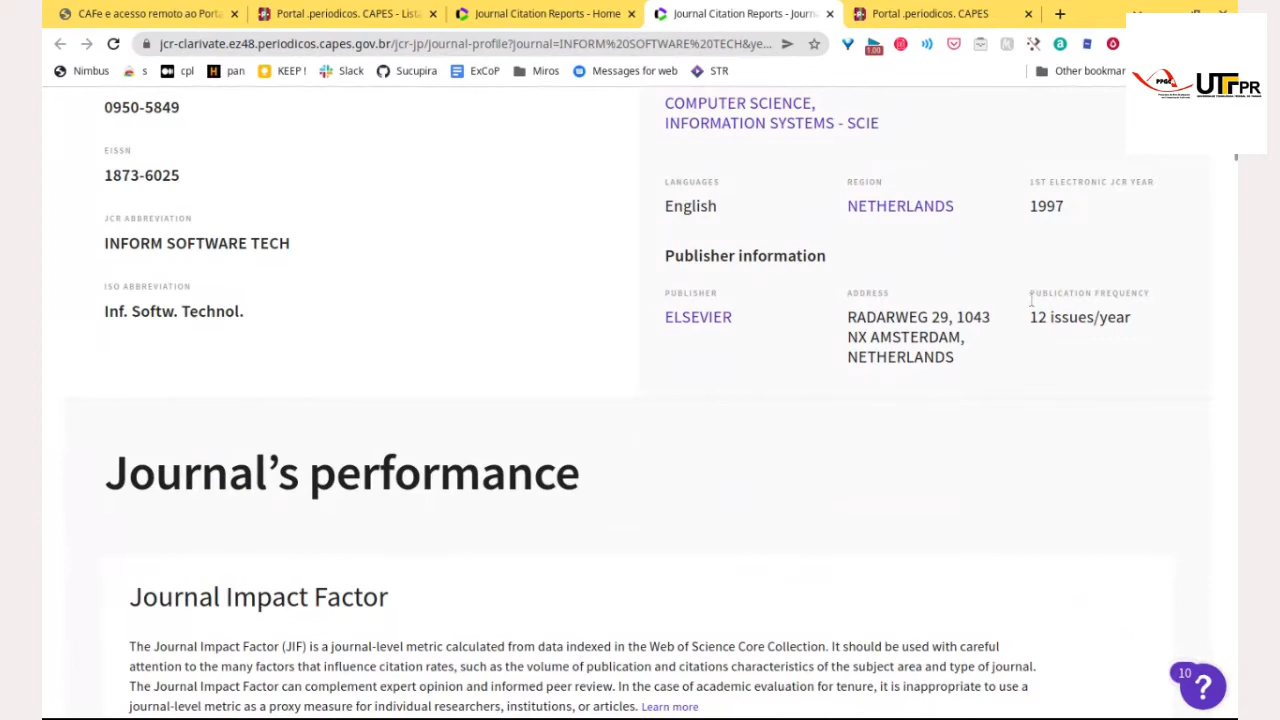 CAFe e acesso remoto ao Porta
Portal .periodicos. CAPES - Lista
Journal Citation Reports - Home
Journal Citation Reports - Journ
Portal .periodicos. CAPES
jcr-clarivate.ez48.periodicos.capes.gov.br/jcr-jp/journal-profile?journal=INFORM%20SOFTWARE%20TECH&ye...
1.00
Nimbus
s
cpl
pan
KEEP !
Slack
Sucupira
ExCoP
Miros
Messages for web
STR
Other bookmar
PPGI
UTFPR
0950-5849
EISSN
1873-6025
JCR ABBREVIATION
INFORM SOFTWARE TECH
ISO ABBREVIATION
Inf. Softw. Technol.
COMPUTER SCIENCE,
INFORMATION SYSTEMS - SCIE
LANGUAGES
REGION
1ST ELECTRONIC JCR YEAR
English
NETHERLANDS
1997
Publisher information
PUBLISHER
ADDRESS
PUBLICATION FREQUENCY
ELSEVIER
RADARWEG 29, 1043
NX AMSTERDAM,
NETHERLANDS
12 issues/year
Journal's performance
Journal Impact Factor
The Journal Impact Factor (JIF) is a journal-level metric calculated from data indexed in the Web of Science Core Collection. It should be used with careful
attention to the many factors that influence citation rates, such as the volume of publication and citations characteristics of the subject area and type of journal.
The Journal Impact Factor can complement expert opinion and informed peer review. In the case of academic evaluation for tenure, it is inappropriate to use a
journal-level metric as a proxy measure for individual researchers, institutions, or articles. Learn more
10
?